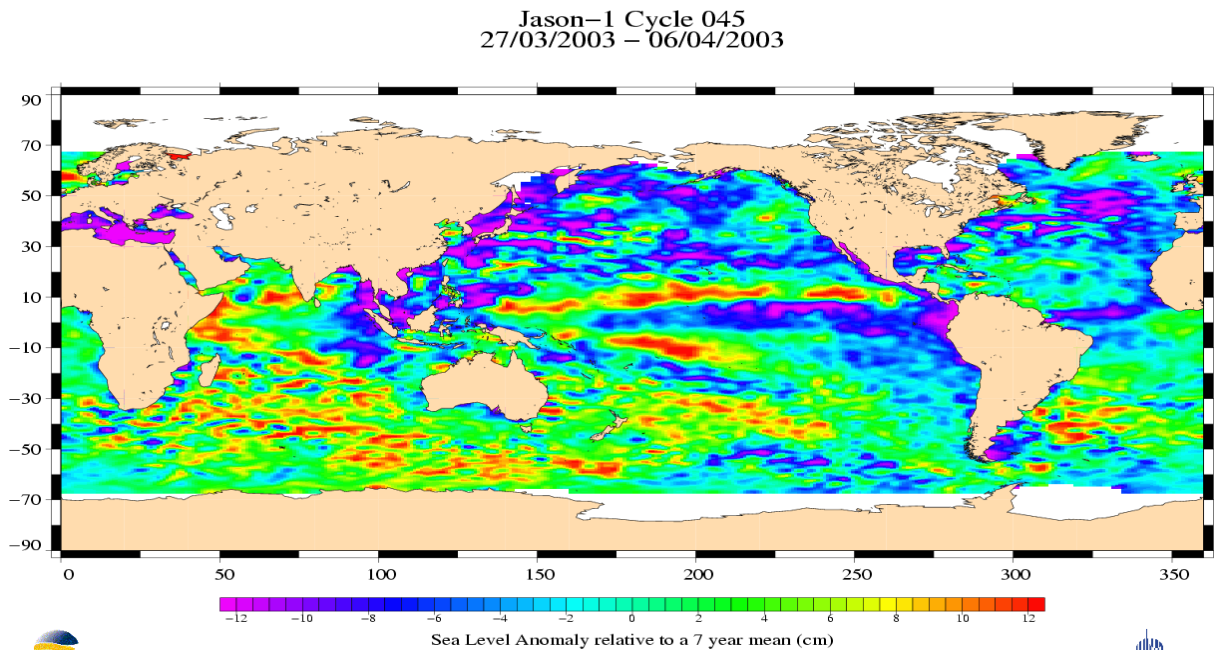 Jason-1 Cycle 045
27/03/2003 - 06/04/2003
90
70
50
30
10
-10
-30
-50
-70
-90
0 50 100 150 200 250 300 350
-12 -10 -8 -6 -4 -2 0 2 4 6 8 10 12
Sea Level Anomaly relative to a 7 year mean (cm)